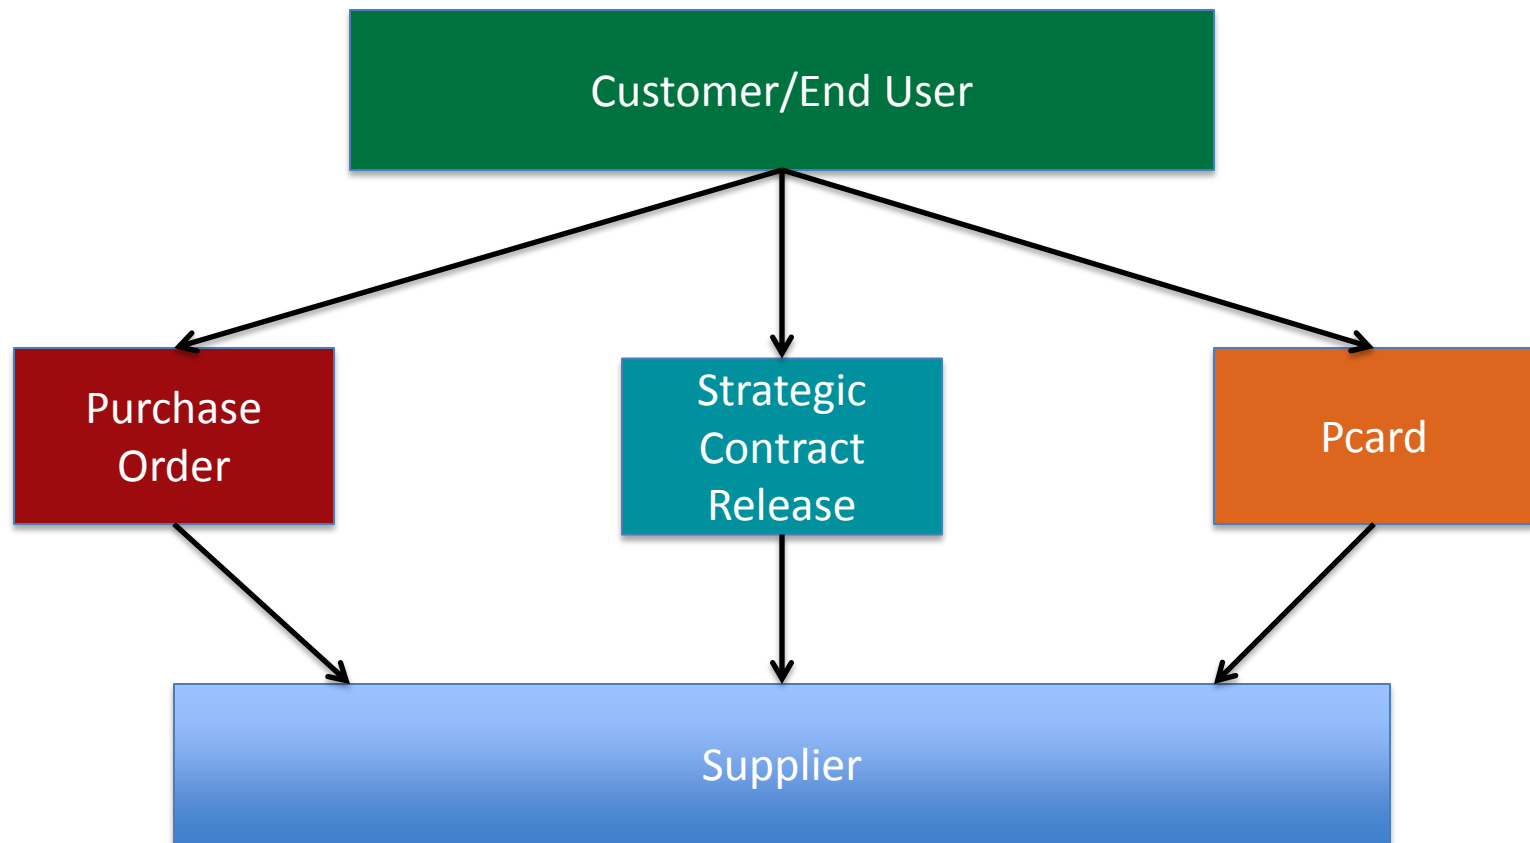 Customer/End User
Purchase
Order
Strategic
Contract
Release
Pcard
Supplier